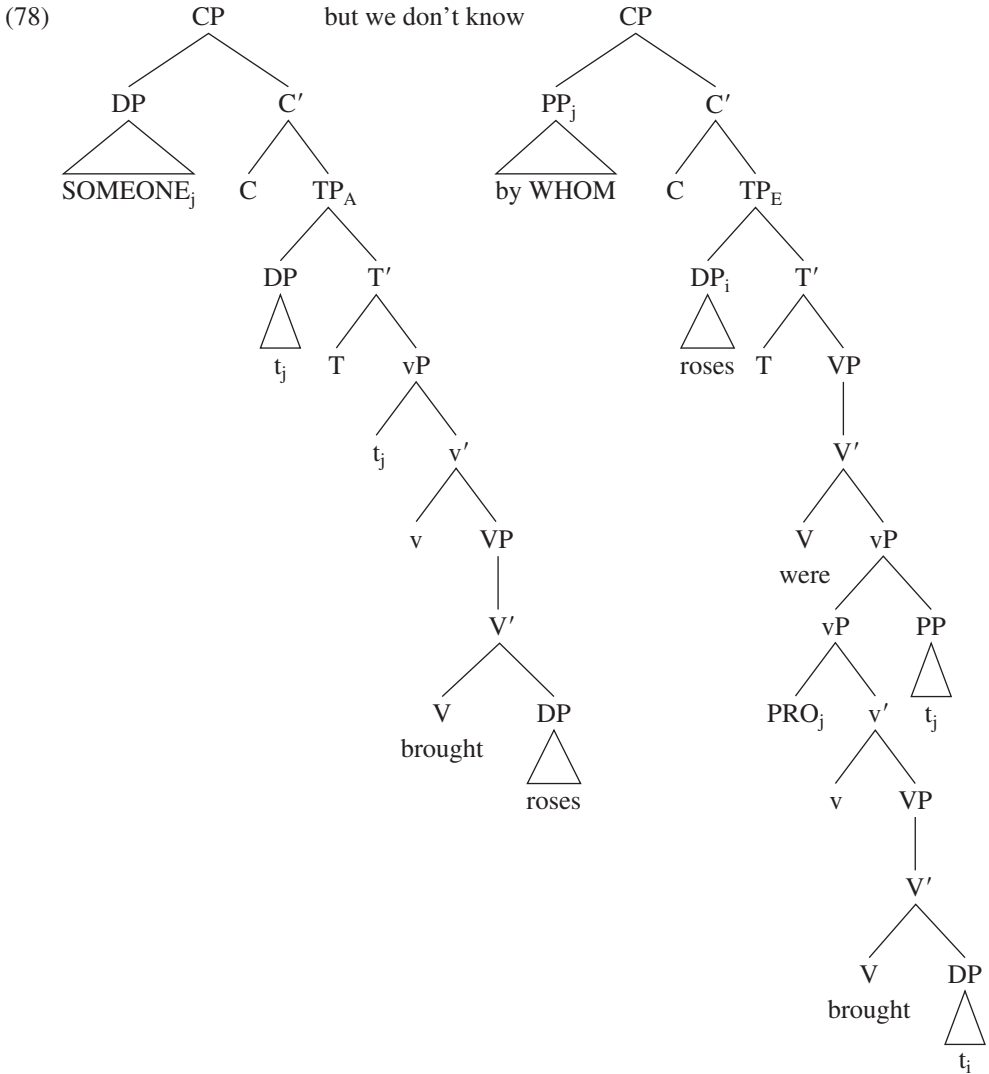 (78) CP but we don't know CP
DP C′ PPj C′
SOMEONEj C TPA by WHOM C TPE
DP T′ DPi T′
tj T vP roses T VP
tj v′ V′
v VP V vP
were
V′ vP PP
V DP PROj v′ tj
brought
roses v VP
V′
V DP
brought
ti